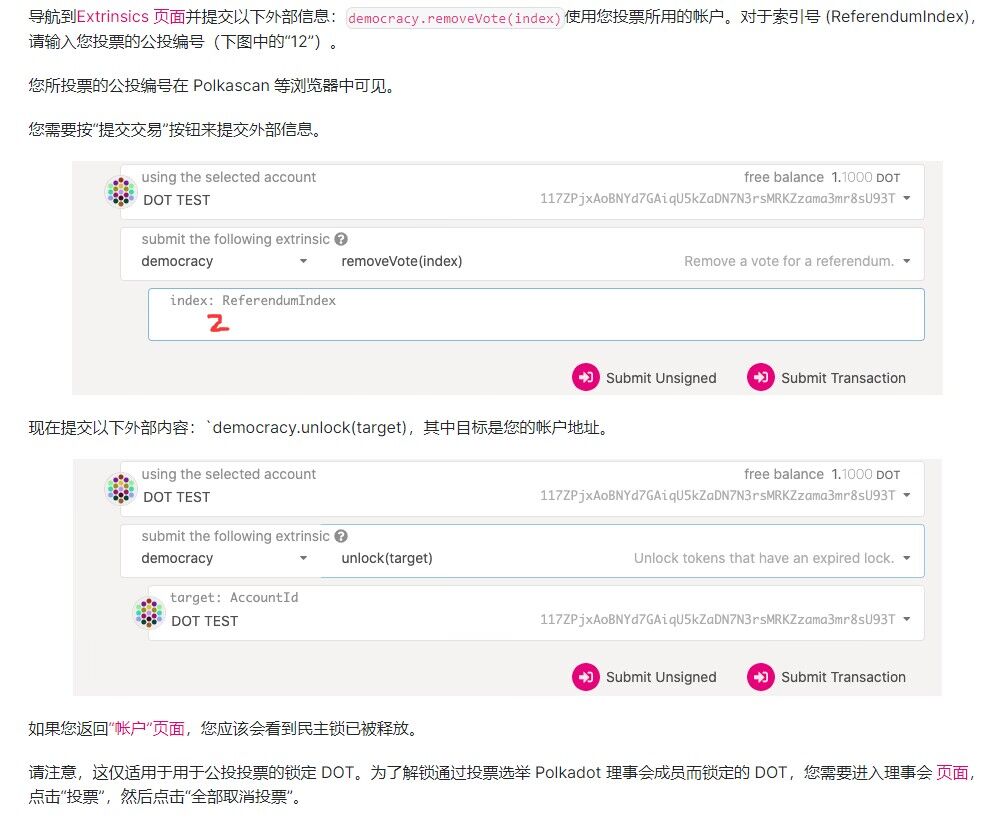 导航到Extrinsics 页面并提交以下外部信息：democracy.removeVote(index)使用您投票所用的帐户。对于索引号 (ReferendumIndex)，
请输入您投票的公投编号（下图中的“12”）。
您所投票的公投编号在 Polkascan 等浏览器中可见。
您需要按“提交交易”按钮来提交外部信息。
using the selected account
free balance 1.1000 DOT
DOT TEST
117ZPjxAoBNYd7GAiqU5kZaDN7N3rsMRKZzama3mr8sU93T
submit the following extrinsic ?
democracy
removeVote(index)
Remove a vote for a referendum.
index: ReferendumIndex
2
Submit Unsigned
Submit Transaction
现在提交以下外部内容：`democracy.unlock(target)，其中目标是您的帐户地址。
using the selected account
free balance 1.1000 DOT
DOT TEST
117ZPjxAoBNYd7GAiqU5kZaDN7N3rsMRKZzama3mr8sU93T
submit the following extrinsic ?
democracy
unlock(target)
Unlock tokens that have an expired lock.
target: AccountId
DOT TEST
117ZPjxAoBNYd7GAiqU5kZaDN7N3rsMRKZzama3mr8sU93T
Submit Unsigned
Submit Transaction
如果您返回“帐户”页面，您应该会看到民主锁已被释放。
请注意，这仅适用于用于公投投票的锁定 DOT。为了解锁通过投票选举 Polkadot 理事会成员而锁定的 DOT，您需要进入理事会 页面，
点击“投票”，然后点击“全部取消投票”。